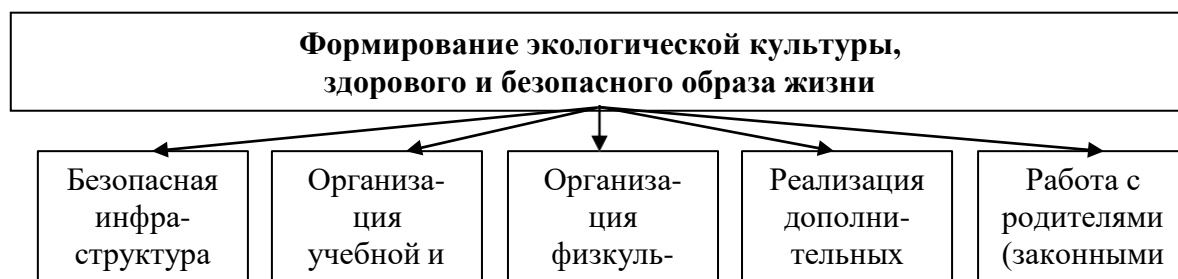 Формирование экологической культуры,
здорового и безопасного образа жизни
Безопасная
инфра-
структура
Организа-
ция
учебной и
Организа-
ция
физкуль-
Реализация
дополни-
тельных
Работа с
родителями
(законными